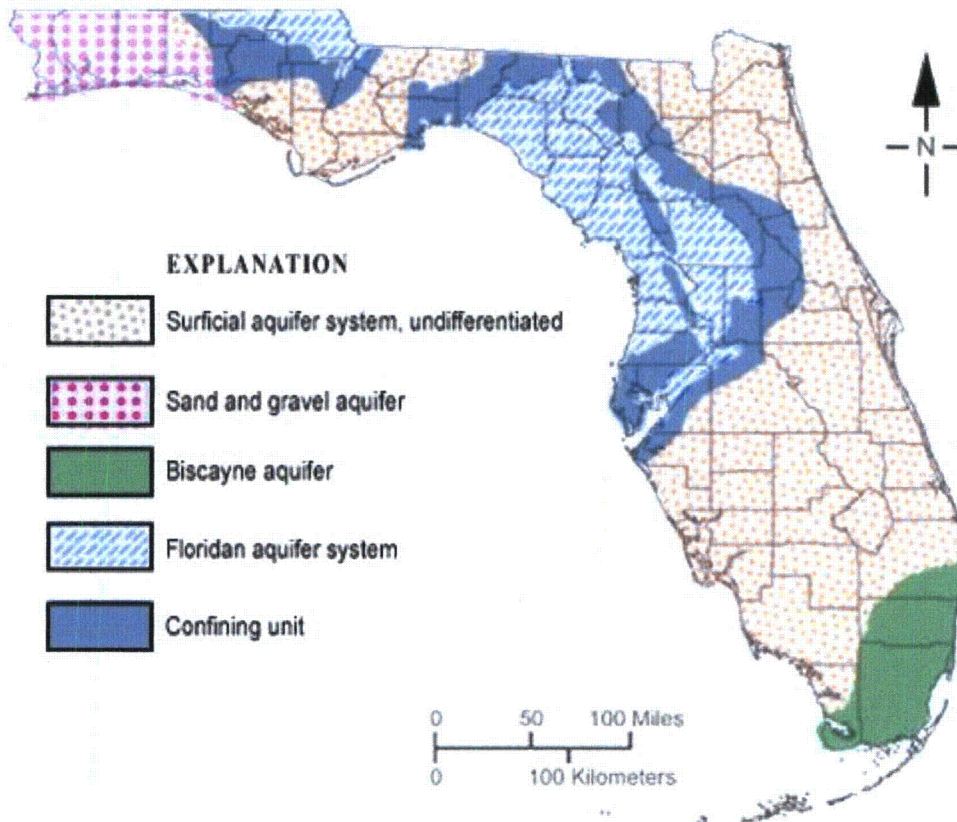 N
EXPLANATION
Surficial aquifer system, undifferentiated
Sand and gravel aquifer
Biscayne aquifer
Floridan aquifer system
Confining unit
0 50 100 Miles
0 100 Kilometers